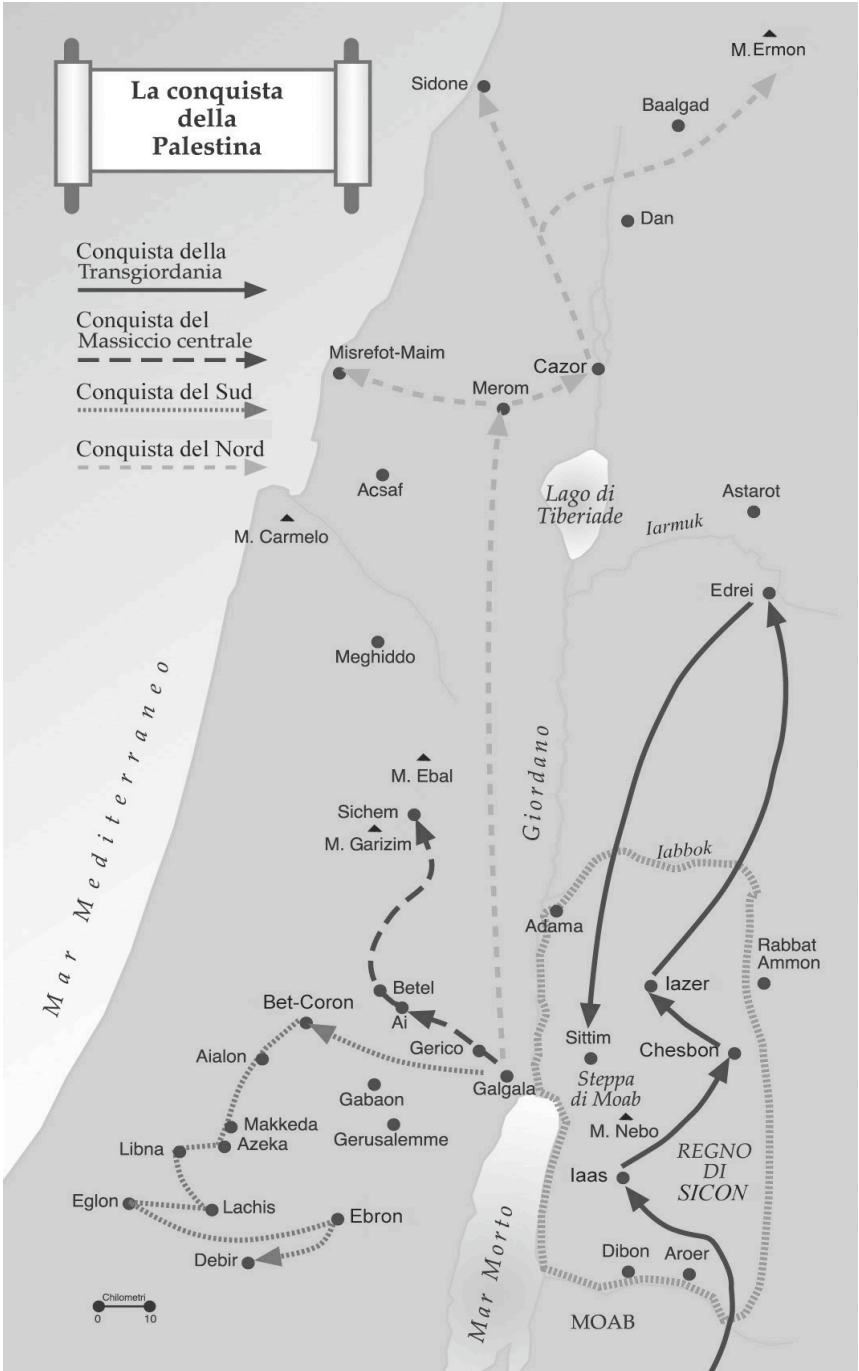 La conquista
della
Palestina
Conquista della
Transgiordania
Conquista del
Massiccio centrale
Conquista del Sud
Conquista del Nord
M. Ermon
Sidone
Baalgad
Dan
Misrefot-Maim
Cazor
Merom
Acsaf
Lago di
Tiberiade
Astarot
Iarmuk
M. Carmelo
Edrei
Meghiddo
Mar Mediterraneo
M. Ebal
Giordano
Sichem
M. Garizim
Iabbok
Adama
Rabbat
Ammon
Betel
Iazer
Ai
Bet-Coron
Sittim
Gerico
Chesbon
Aialon
Galgala
Steppa
di Moab
Gabaon
Makkeda
Gerusalemme
M. Nebo
Azeka
Libna
REGNO
DI
SICON
Iaas
Eglon
Lachis
Ebron
Mar Morto
Debir
Dibon
Aroer
Chilometri
0 10
MOAB